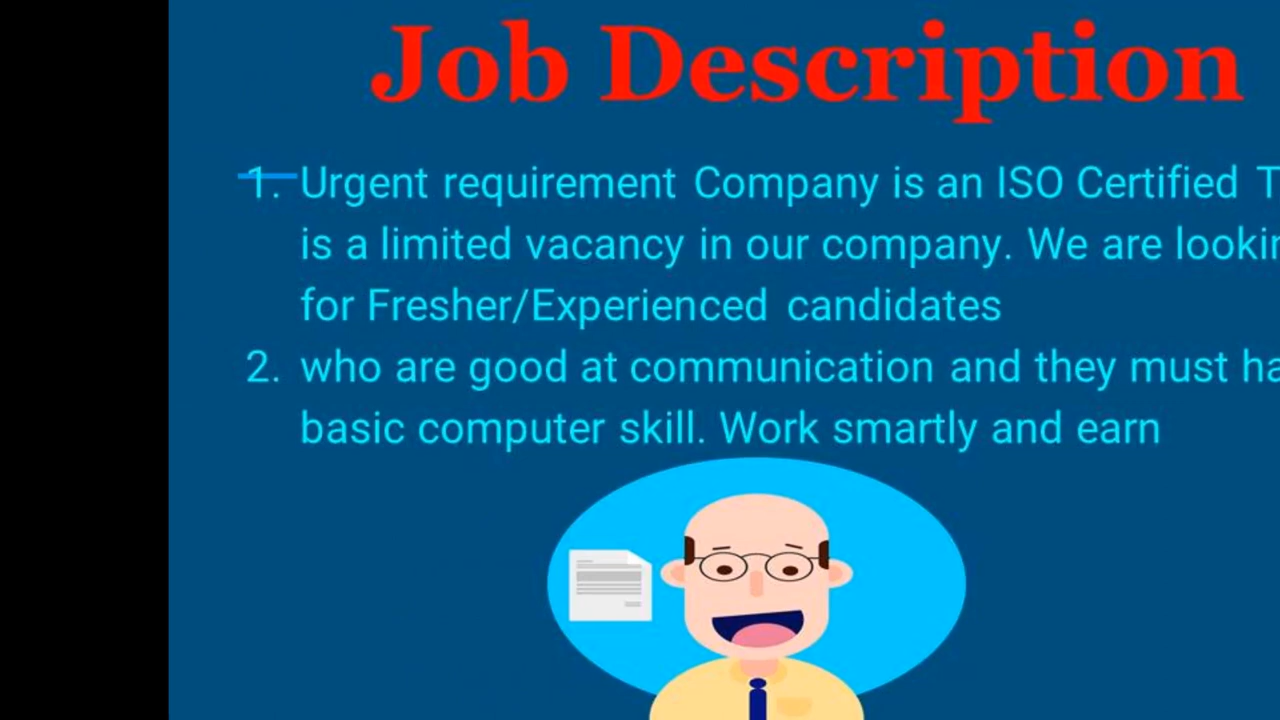 Job Description
1. Urgent requirement Company is an ISO Certified
is a limited vacancy in our company. We are
for Fresher/Experienced candidates
2. who are good at communication and they must
basic computer skill. Work smartly and earn